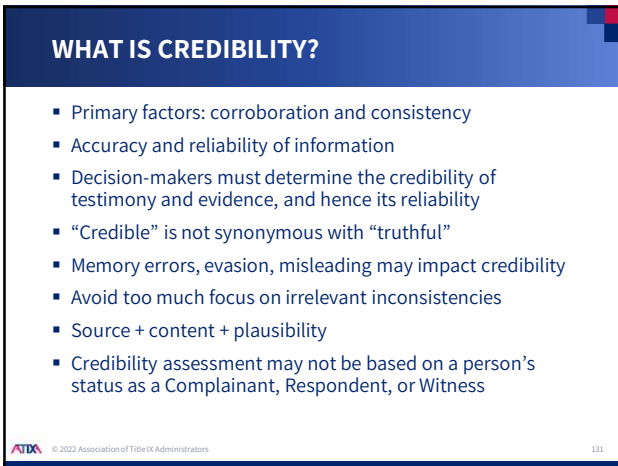 WHAT IS CREDIBILITY?
▪ Primary factors: corroboration and consistency
▪ Accuracy and reliability of information
▪ Decision-makers must determine the credibility of
testimony and evidence, and hence its reliability
▪ “Credible” is not synonymous with “truthful”
▪ Memory errors, evasion, misleading may impact credibility
▪ Avoid too much focus on irrelevant inconsistencies
▪ Source + content + plausibility
▪ Credibility assessment may not be based on a person’s
status as a Complainant, Respondent, or Witness
ATIXA © 2022 Association of Title IX Administrators 131